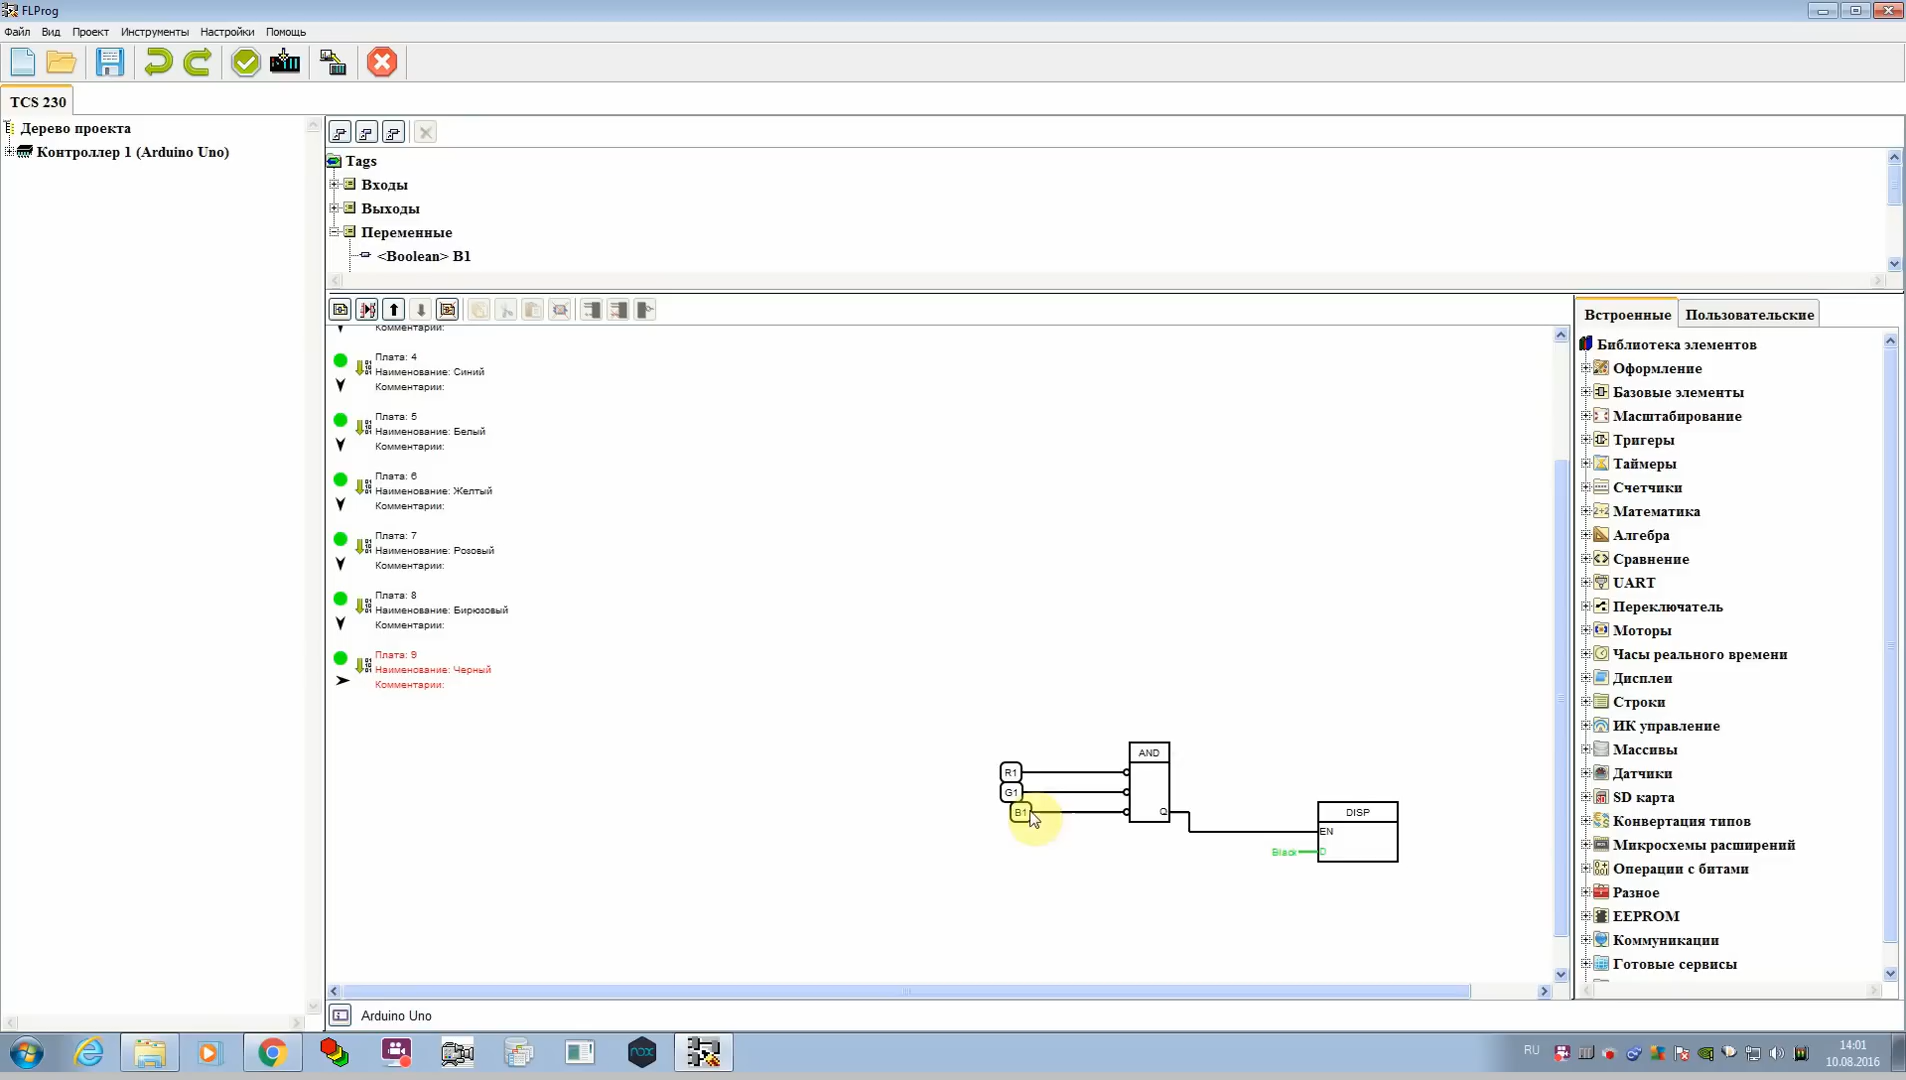 FLProg
Файл Вид Проект Инструменты Настройки Помощь
TCS 230
Дерево проекта
Контроллер 1 (Arduino Uno)
Tags
Входы
Выходы
Переменные
<Boolean> B1
Комментарии:
Плата: 4
Наименование: Синий
Комментарии:
Плата: 5
Наименование: Белый
Комментарии:
Плата: 6
Наименование: Желтый
Комментарии:
Плата: 7
Наименование: Розовый
Комментарии:
Плата: 8
Наименование: Бирюзовый
Комментарии:
Плата: 9
Наименование: Черный
Комментарии:
AND
R1
G1
B1
Q
DISP
EN
Black
D
Встроенные Пользовательские
Библиотека элементов
Оформление
Базовые элементы
Масштабирование
Тригеры
Таймеры
Счетчики
Математика
Алгебра
Сравнение
UART
Переключатель
Моторы
Часы реального времени
Дисплеи
Строки
ИК управление
Массивы
Датчики
SD карта
Конвертация типов
Микросхемы расширений
Операции с битами
Разное
EEPROM
Коммуникации
Готовые сервисы
Arduino Uno
nox
RU
14:01
10.08.2016